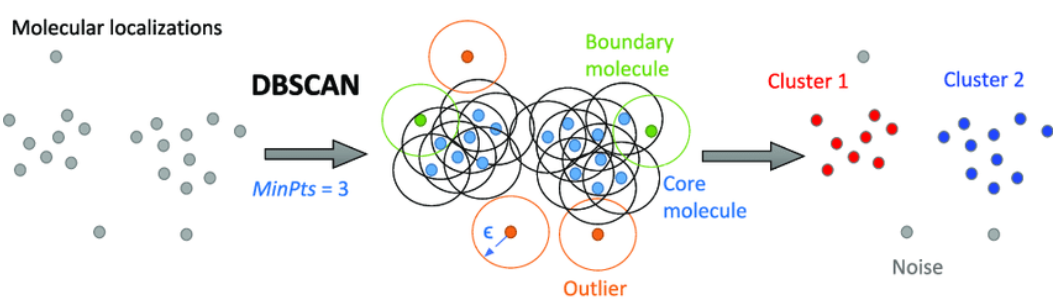 Molecular localizations
DBSCAN
MinPts = 3
Boundary
molecule
Core
molecule
ϵ
Outlier
Cluster 1
Cluster 2
Noise